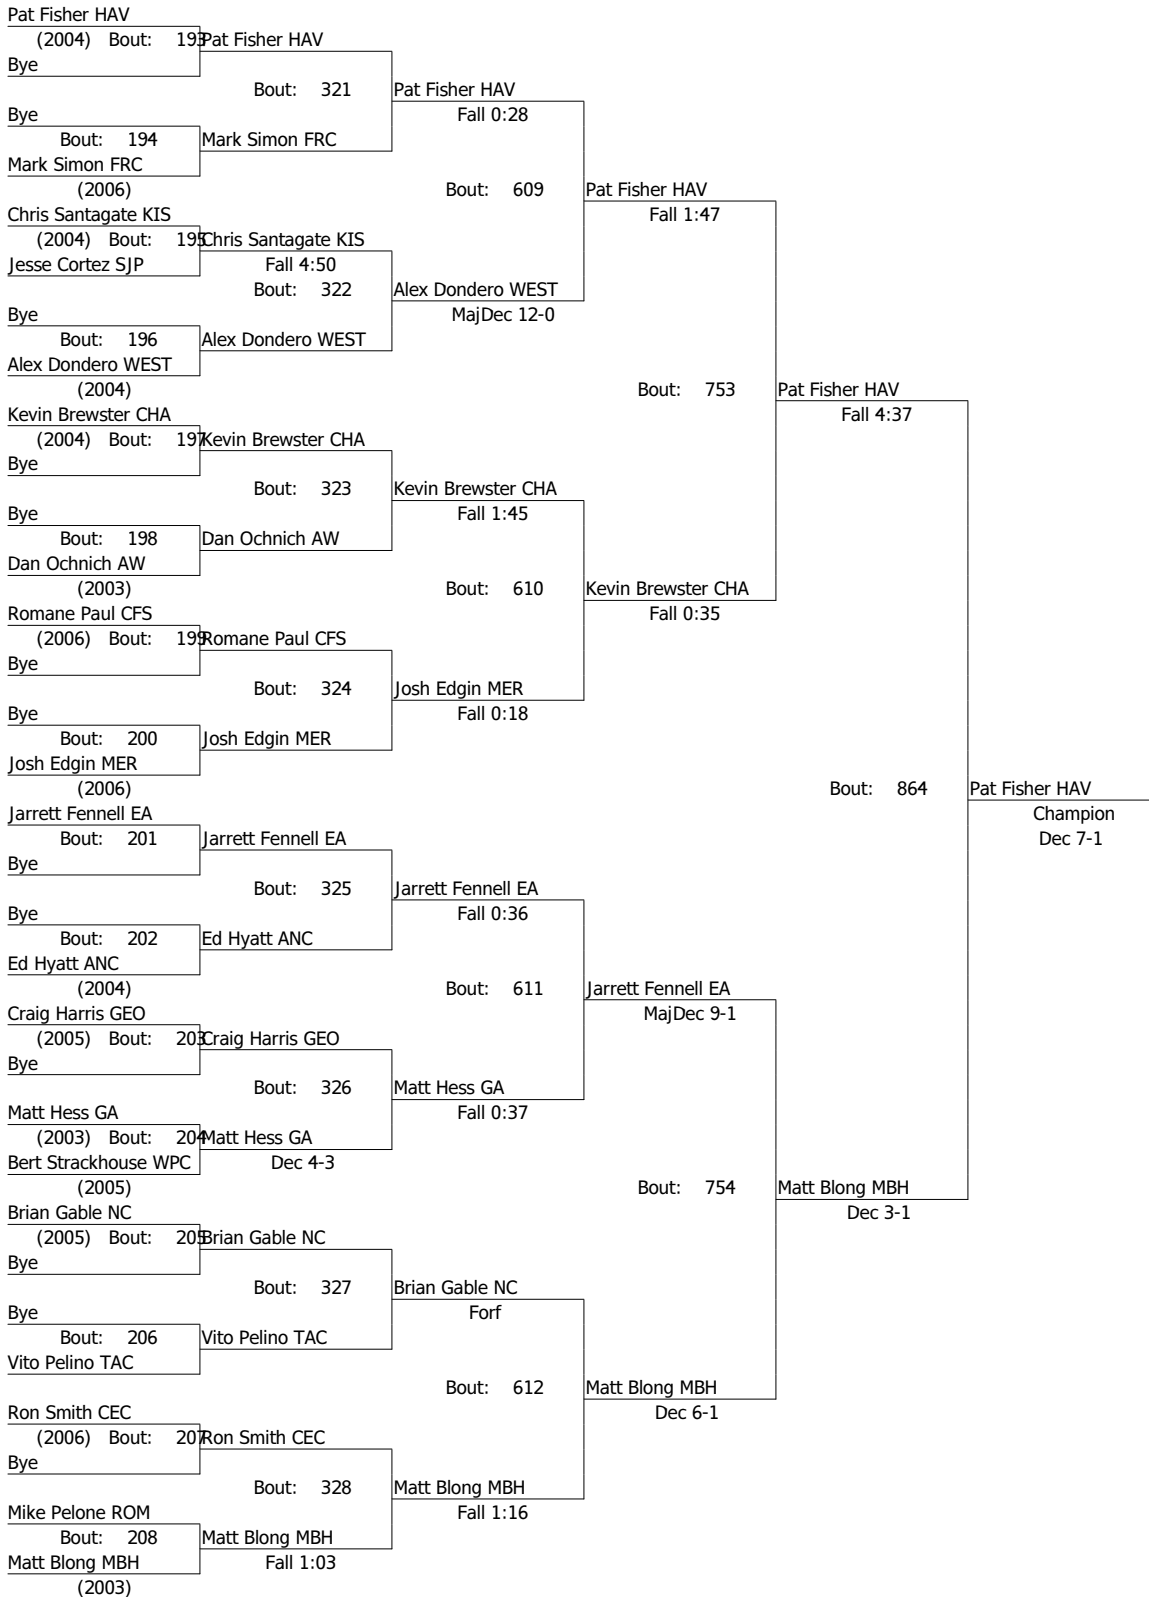 Pat Fisher HAV
(2004) Bout: 193 Pat Fisher HAV
Bye
Bout: 321 Pat Fisher HAV
Bye Fall 0:28
Bout: 194 Mark Simon FRC
Mark Simon FRC
(2006) Bout: 609 Pat Fisher HAV
Chris Santagate KIS Fall 1:47
(2004) Bout: 195 Chris Santagate KIS
Jesse Cortez SJP Fall 4:50
Bout: 322 Alex Dondero WEST
Bye MajDec 12-0
Bout: 196 Alex Dondero WEST
Alex Dondero WEST
(2004) Bout: 753 Pat Fisher HAV
Kevin Brewster CHA Fall 4:37
(2004) Bout: 197 Kevin Brewster CHA
Bye
Bout: 323 Kevin Brewster CHA
Bye Fall 1:45
Bout: 198 Dan Ochnich AW
Dan Ochnich AW
(2003) Bout: 610 Kevin Brewster CHA
Romane Paul CFS Fall 0:35
(2006) Bout: 199 Romane Paul CFS
Bye
Bout: 324 Josh Edgin MER
Bye Fall 0:18
Bout: 200 Josh Edgin MER
Josh Edgin MER
(2006) Bout: 864 Pat Fisher HAV
Jarrett Fennell EA Champion
Bout: 201 Jarrett Fennell EA Dec 7-1
Bye
Bout: 325 Jarrett Fennell EA
Bye Fall 0:36
Bout: 202 Ed Hyatt ANC
Ed Hyatt ANC
(2004) Bout: 611 Jarrett Fennell EA
Craig Harris GEO MajDec 9-1
(2005) Bout: 203 Craig Harris GEO
Bye
Bout: 326 Matt Hess GA
Matt Hess GA Fall 0:37
(2003) Bout: 204 Matt Hess GA
Bert Strackhouse WPC Dec 4-3
(2005) Bout: 754 Matt Blong MBH
Brian Gable NC Dec 3-1
(2005) Bout: 205 Brian Gable NC
Bye
Bout: 327 Brian Gable NC
Bye Forf
Bout: 206 Vito Pelino TAC
Vito Pelino TAC
Bout: 612 Matt Blong MBH
Ron Smith CEC Dec 6-1
(2006) Bout: 207 Ron Smith CEC
Bye
Bout: 328 Matt Blong MBH
Mike Pelone ROM Fall 1:16
Bout: 208 Matt Blong MBH
Matt Blong MBH Fall 1:03
(2003)